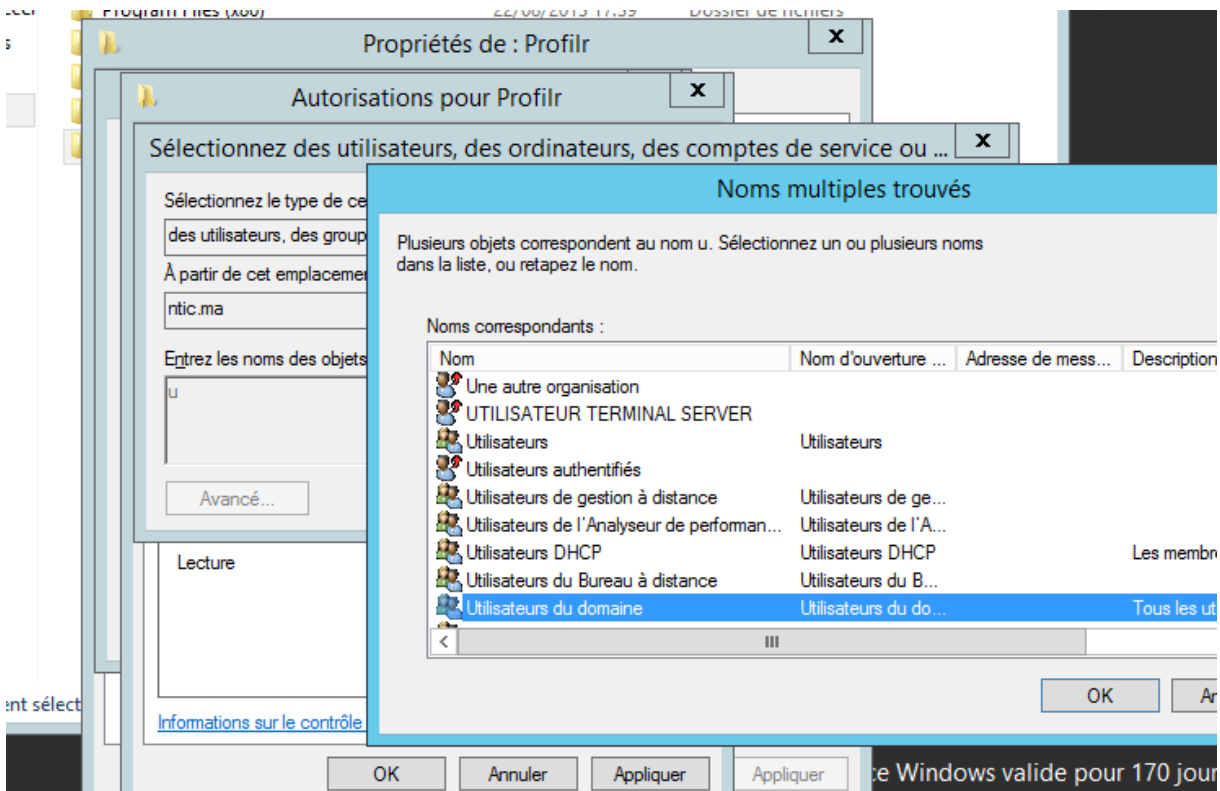 Program Files (x86) 22/08/2013 17:39 Dossier de fichiers
Propriétés de : Profilr
Autorisations pour Profilr
Sélectionnez des utilisateurs, des ordinateurs, des comptes de service ou ...
Noms multiples trouvés
Sélectionnez le type de ce
des utilisateurs, des group
À partir de cet emplacemen
ntic.ma
Entrez les noms des objets
u
Avancé...
Plusieurs objets correspondent au nom u. Sélectionnez un ou plusieurs noms
dans la liste, ou retapez le nom.
Noms correspondants :
Nom Nom d'ouverture ... Adresse de mess... Description
Une autre organisation
UTILISATEUR TERMINAL SERVER
Utilisateurs Utilisateurs
Utilisateurs authentifiés
Utilisateurs de gestion à distance Utilisateurs de ge...
Utilisateurs de l'Analyseur de performan... Utilisateurs de l'A...
Utilisateurs DHCP Utilisateurs DHCP Les membre
Utilisateurs du Bureau à distance Utilisateurs du B...
Utilisateurs du domaine Utilisateurs du do... Tous les ut
OK An
Lecture
ent sélect
Informations sur le contrôle
OK Annuler Appliquer Appliquer
ce Windows valide pour 170 jour